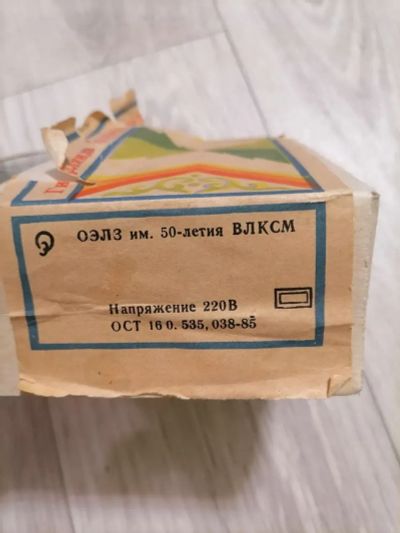 ОЭЛЗ им. 50-летия ВЛКСМ
Напряжение 220В
ОСТ 16 0. 535, 038-85